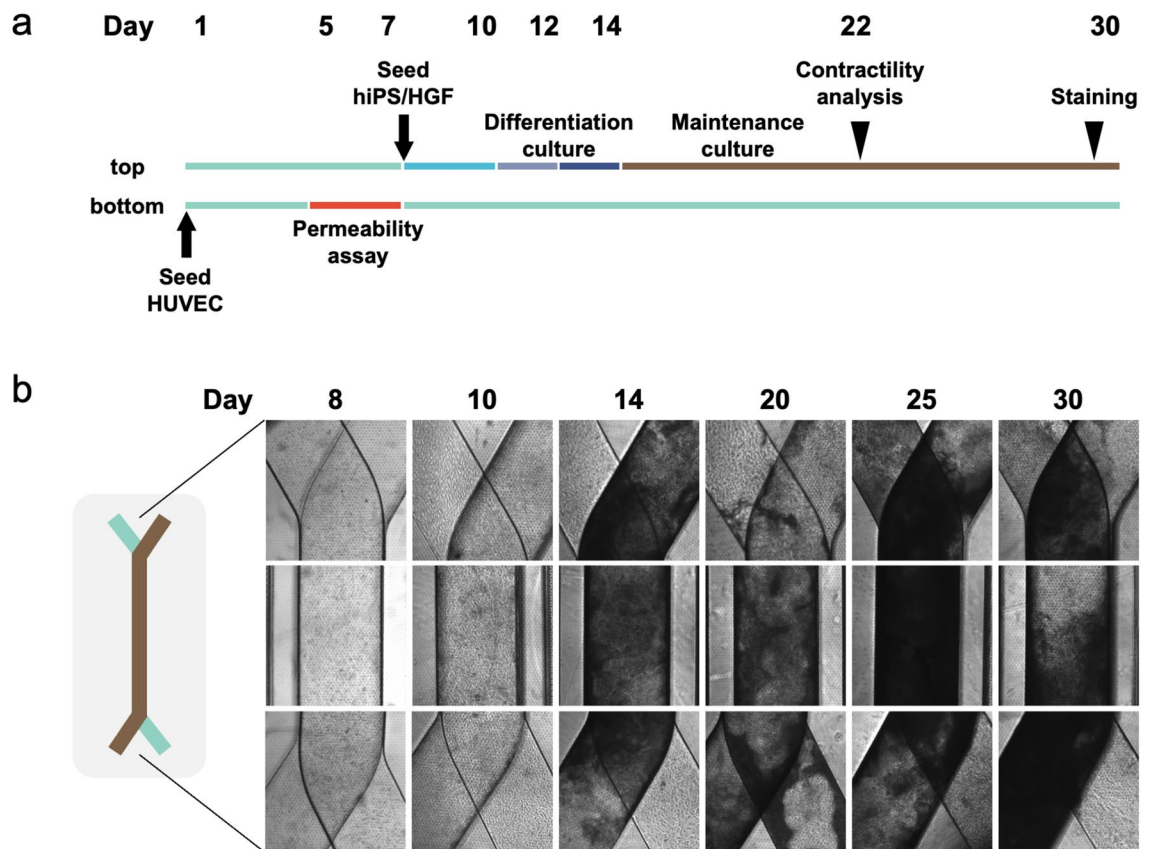 a
Day 1 5 7 10 12 14 22 30
Seed
hiPS/HGF
Contractility
analysis
Staining
Differentiation
culture
Maintenance
culture
top
bottom
Permeability
assay
Seed
HUVEC
b
Day 8 10 14 20 25 30